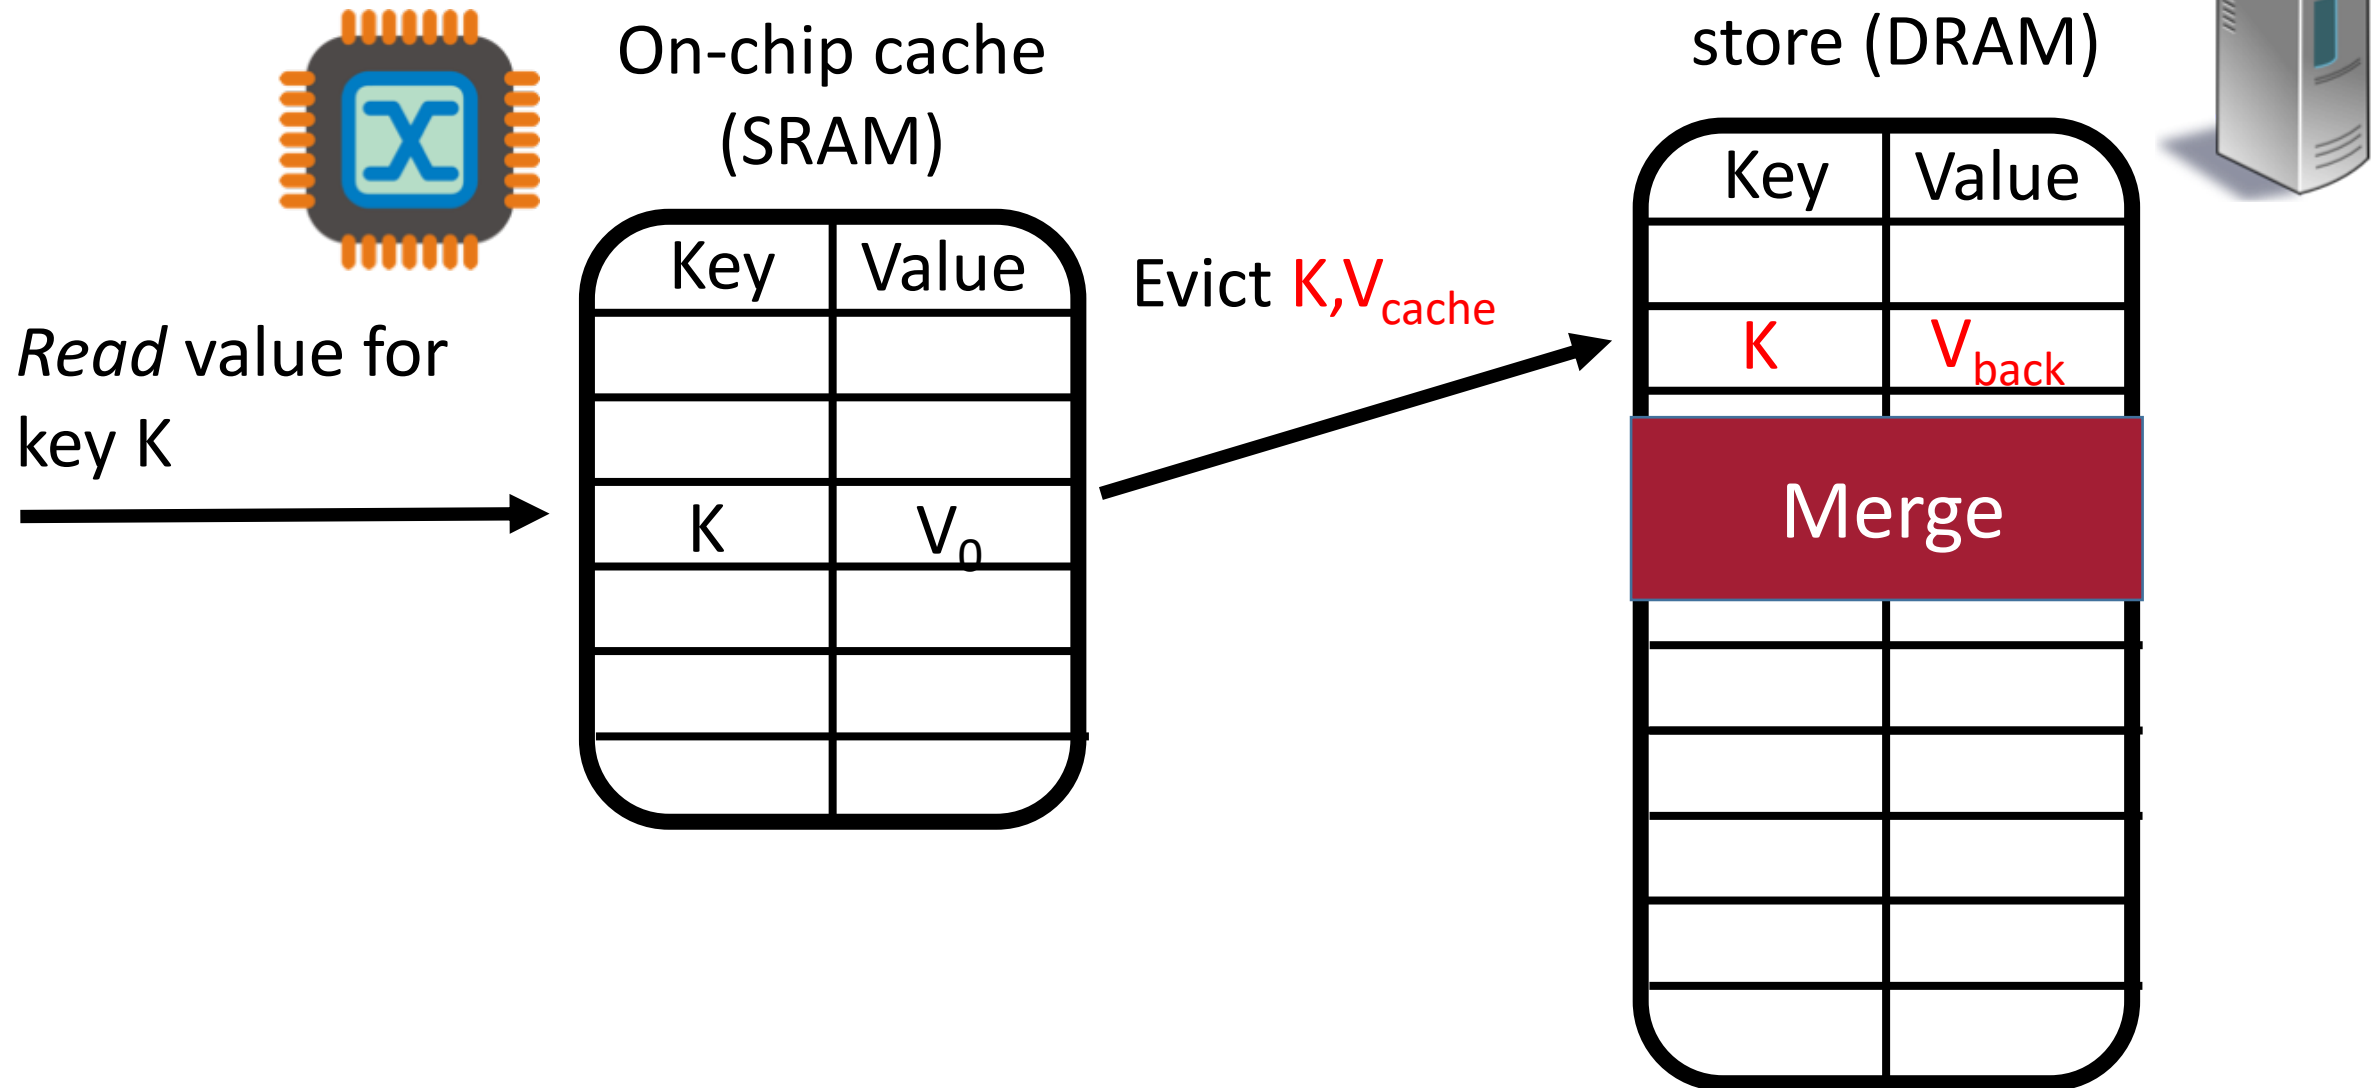 On-chip cache
(SRAM)
store (DRAM)
Key Value
Key Value
Evict K,Vcache
Read value for
key K
K Vback
K V0
Merge